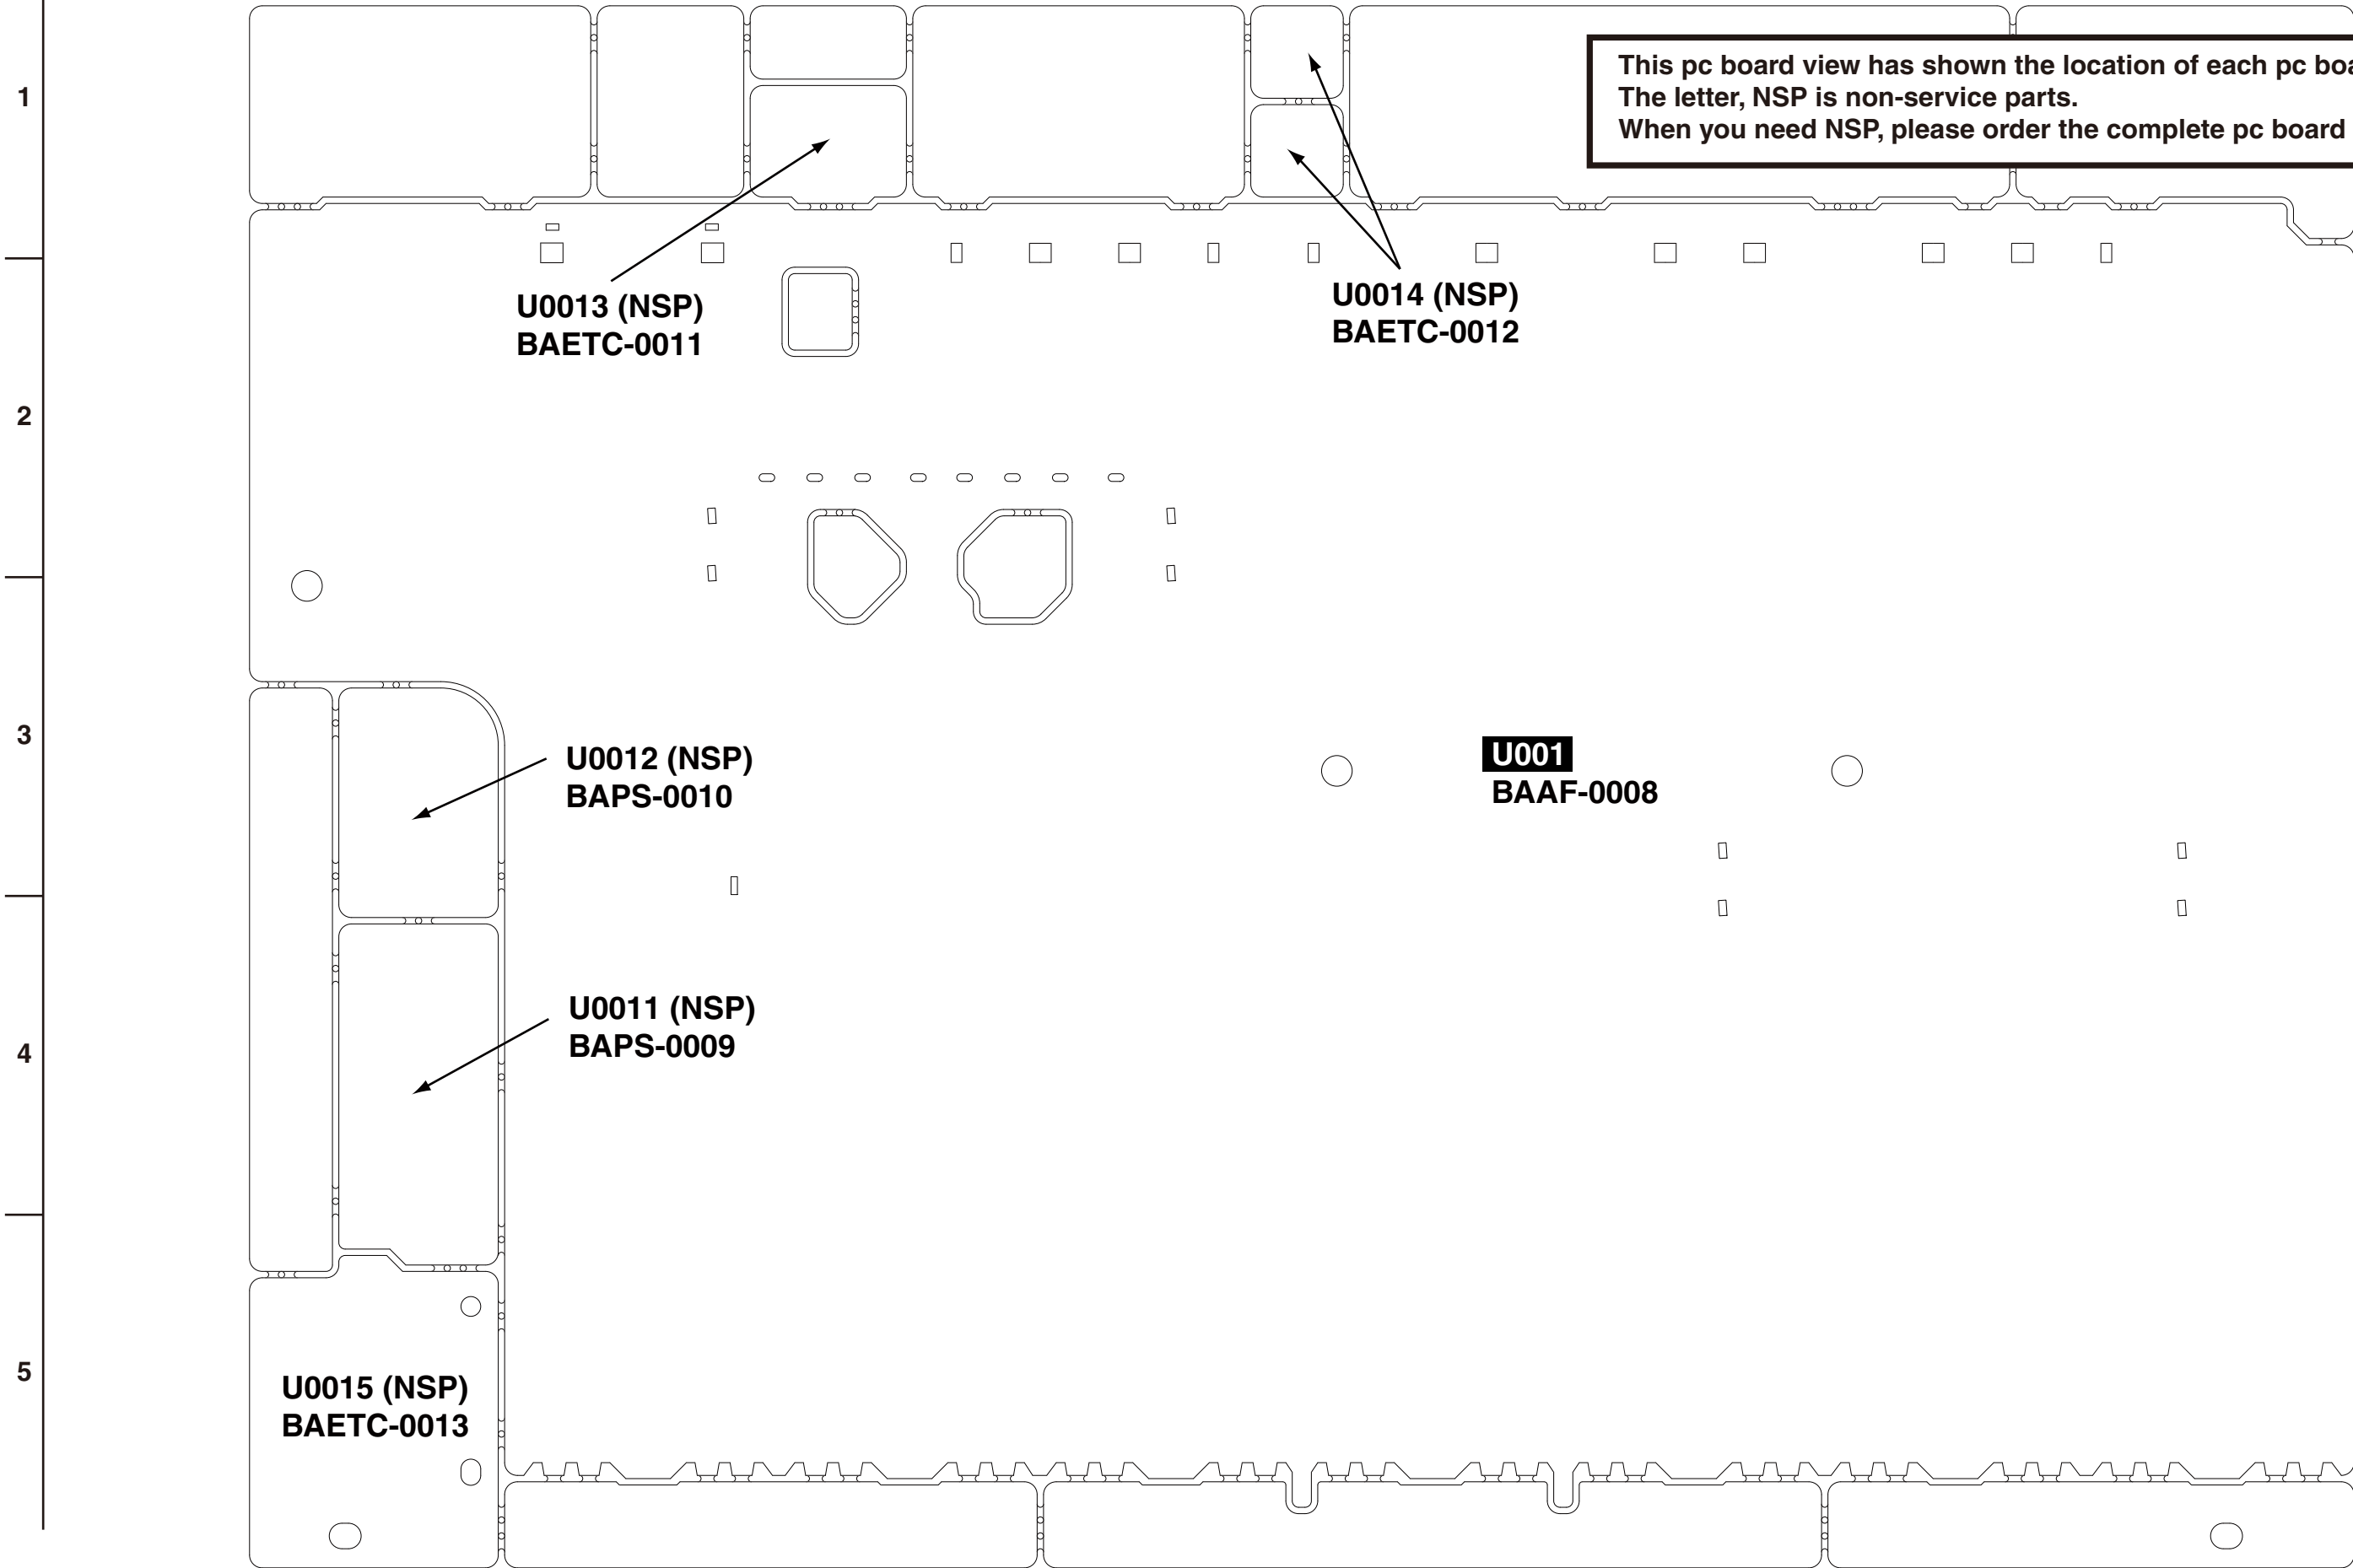 1
This pc board view has shown the location of each pc
The letter, NSP is non-service parts.
When you need NSP, please order the complete pc board
U0013 (NSP)
BAETC-0011
U0014 (NSP)
BAETC-0012
2
3
U0012 (NSP)
BAPS-0010
U001
BAAF-0008
U0011 (NSP)
BAPS-0009
4
5
U0015 (NSP)
BAETC-0013